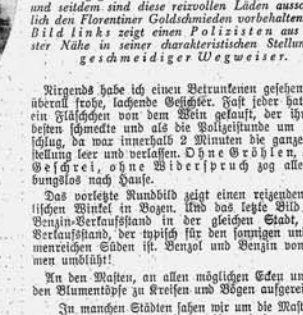 und seitdem sind diese reizvollen Läden aussc
lich den Florentiner Goldschmieden vorbehalten
Bild links zeigt einen Polizisten aus
ster Nähe in seiner charakteristischen Stellun
geschmeidiger Wegweiser.
Nirgends habe ich einen Betrunkenen gesehen
überall frohe, lachende Gesichter. Fast jeder hat
ein Fläschchen von dem Wein gekauft, der ihm
besten schmeckte und als die Polizeistunde um
schlug, da war innerhalb 2 Minuten die ganze
stellung leer und verlassen. Ohne Gröhlen,
Geschrei, ohne Widerspruch zog alle
bungslos nach Hause.
Das vorletzte Rundbild zeigt einen reizenden
lischen Winkel in Bozen. Und das letzte Bild
Benzin-Verkaufsstand in der gleichen Stadt,
Verkaufsstand, der typisch für den sonnigen un
menreichen Süden ist. Benzol und Benzin von
men umblüht!
An den Masten, an allen möglichen Ecken und
den Blumentöpfe zu Kreisen und Bögen aufgerei
In manchen Städten sahen wir um die Mast